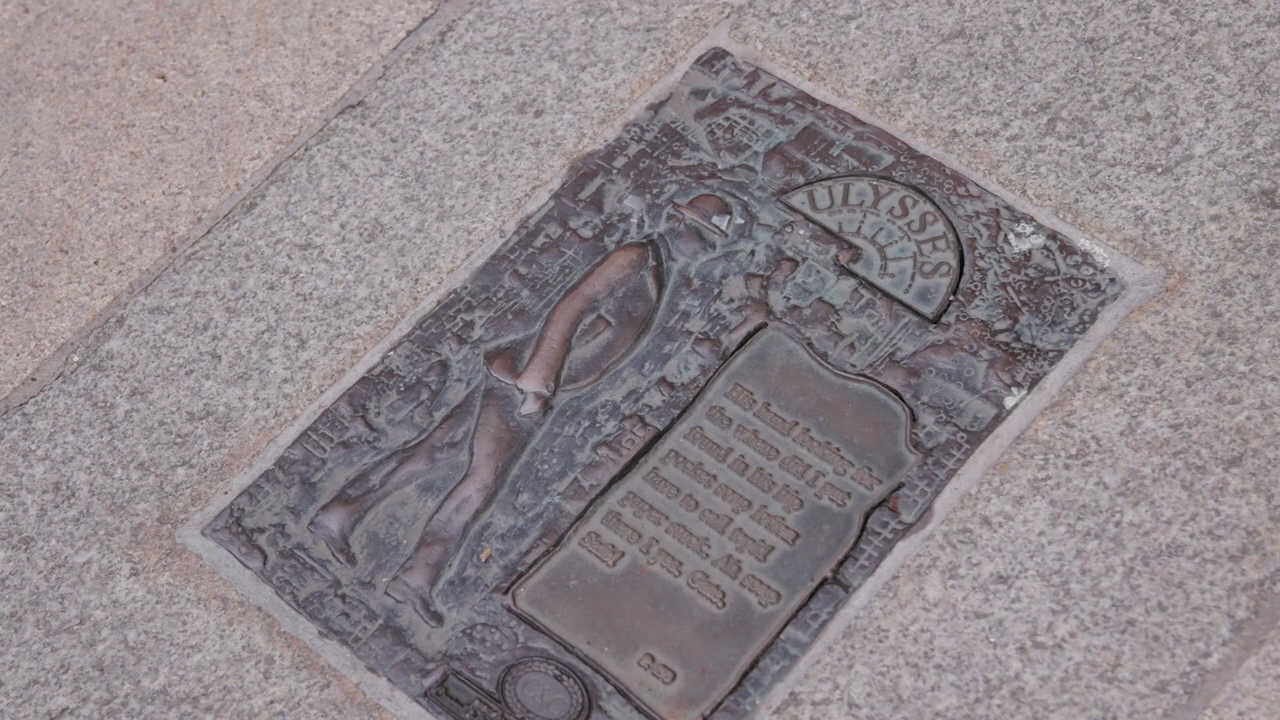 ULYSSES
His hand looking for
the where did I put
found in his hip
Pocket soap lotion
have to call tepid
Paper stuck. Ah soap
there I yes. Gate.
Safe!